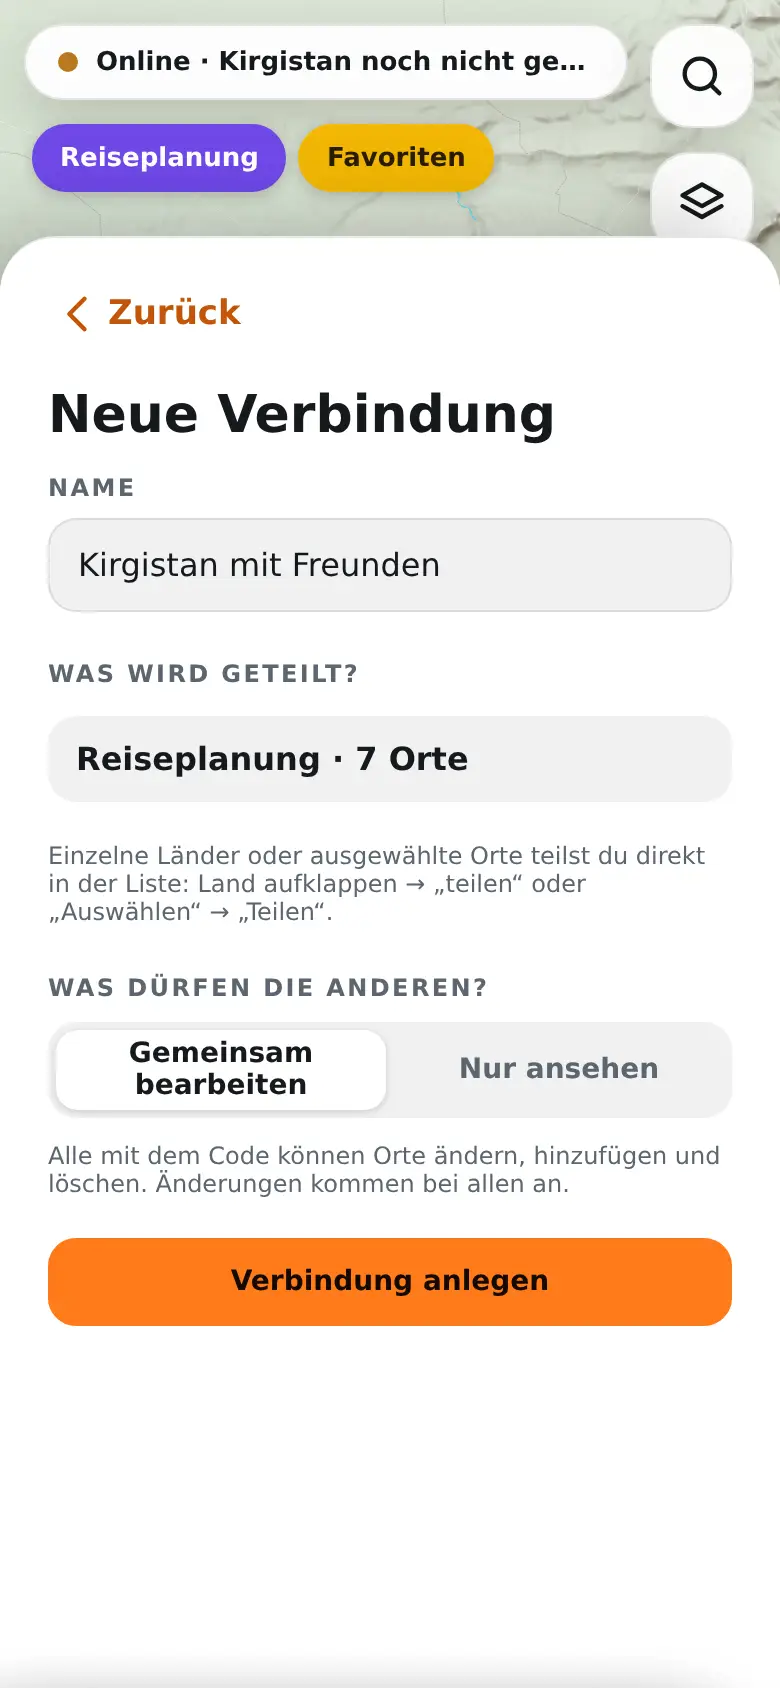 Online · Kirgistan noch nicht ge…
Reiseplanung
Favoriten
Zurück
Neue Verbindung
NAME
Kirgistan mit Freunden
WAS WIRD GETEILT?
Reiseplanung · 7 Orte
Einzelne Länder oder ausgewählte Orte teilst du direkt
in der Liste: Land aufklappen → „teilen“ oder
„Auswählen“ → „Teilen“.
WAS DÜRFEN DIE ANDEREN?
Gemeinsam
bearbeiten
Nur ansehen
Alle mit dem Code können Orte ändern, hinzufügen und
löschen. Änderungen kommen bei allen an.
Verbindung anlegen